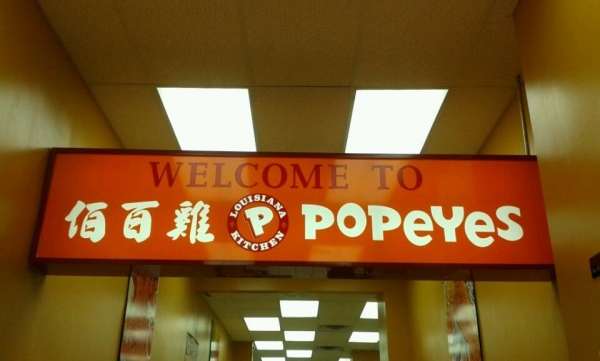 WELCOME TO
佰百雞 LOUISIANA KITCHEN P POPEYES